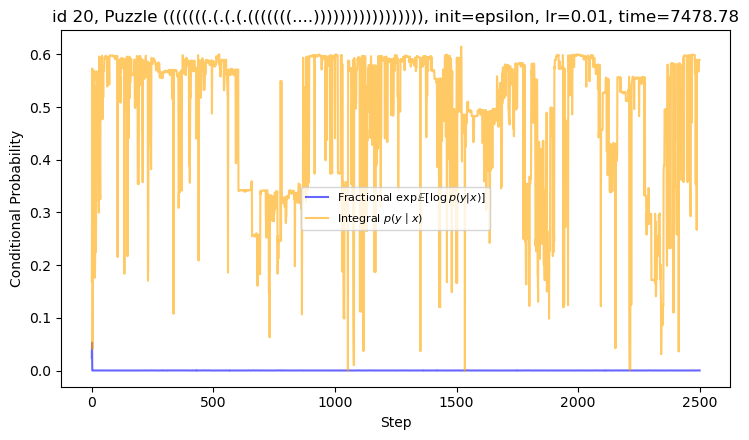 id 20, Puzzle (((((((.(.(.(.(((((((....)))))))))))))))))), init=epsilon, lr=0.01, time=7478.78
Conditional Probability
0.6
0.5
0.4
0.3
0.2
0.1
0.0
Fractional exp𝔼[log p(y|x)]
Integral p(y | x)
0 500 1000 1500 2000 2500
Step